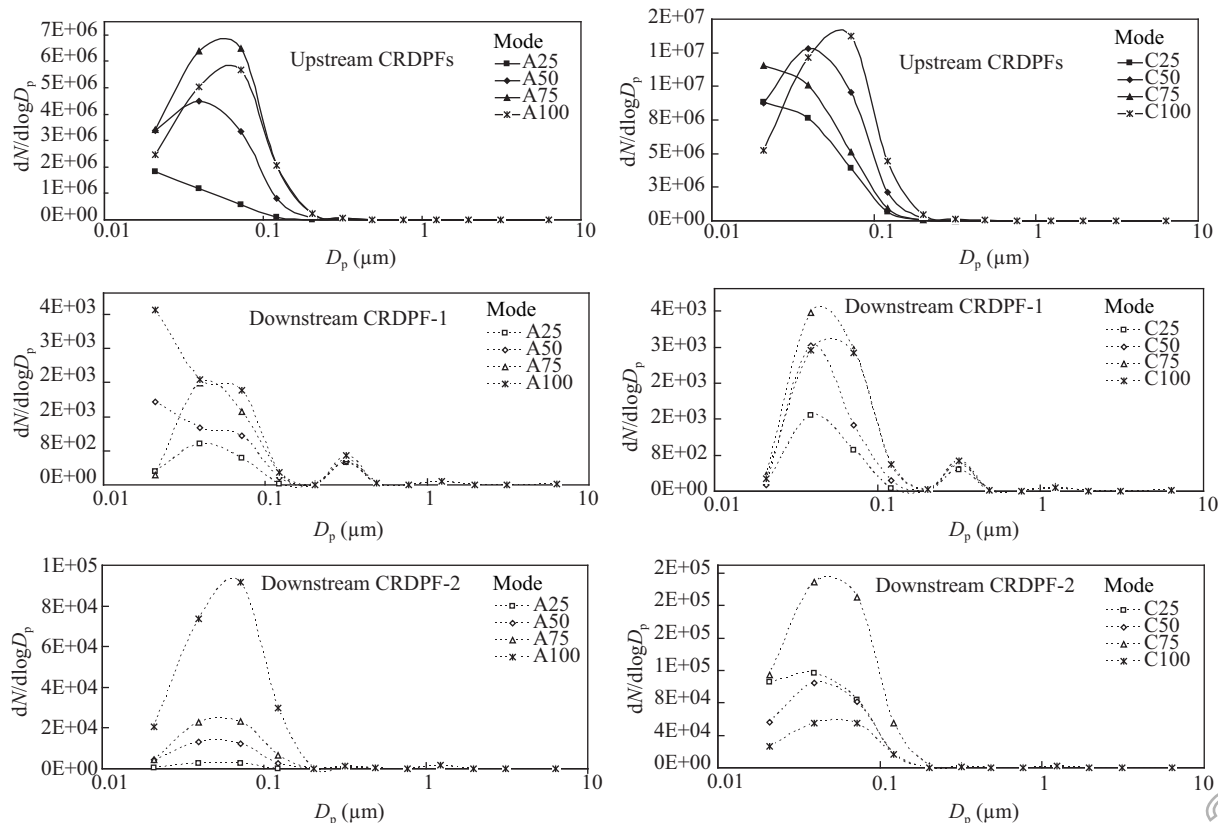 7E+06
6E+06
5E+06
4E+06
3E+06
2E+06
1E+06
0E+00
dN/dlogDp
Upstream CRDPFs
Mode
A25
A50
A75
A100
0.01 0.1 1 10
Dp (μm)
2E+07
1E+07
1E+07
5E+06
0E+00
dN/dlogDp
Upstream CRDPFs
Mode
C25
C50
C75
C100
0.01 0.1 1 10
Dp (μm)
4E+03
3E+03
2E+03
2E+03
8E+02
0E+00
dN/dlogDp
Downstream CRDPF-1
Mode
A25
A50
A75
A100
0.01 0.1 1 10
Dp (μm)
4E+03
3E+03
2E+03
2E+03
8E+02
0E+00
dN/dlogDp
Downstream CRDPF-1
Mode
C25
C50
C75
C100
0.01 0.1 1 10
Dp (μm)
1E+05
8E+04
6E+04
4E+04
2E+04
0E+00
dN/dlogDp
Downstream CRDPF-2
Mode
A25
A50
A75
A100
0.01 0.1 1 10
Dp (μm)
2E+05
2E+05
2E+05
1E+05
8E+04
4E+04
0E+00
dN/dlogDp
Downstream CRDPF-2
Mode
C25
C50
C75
C100
0.01 0.1 1 10
Dp (μm)